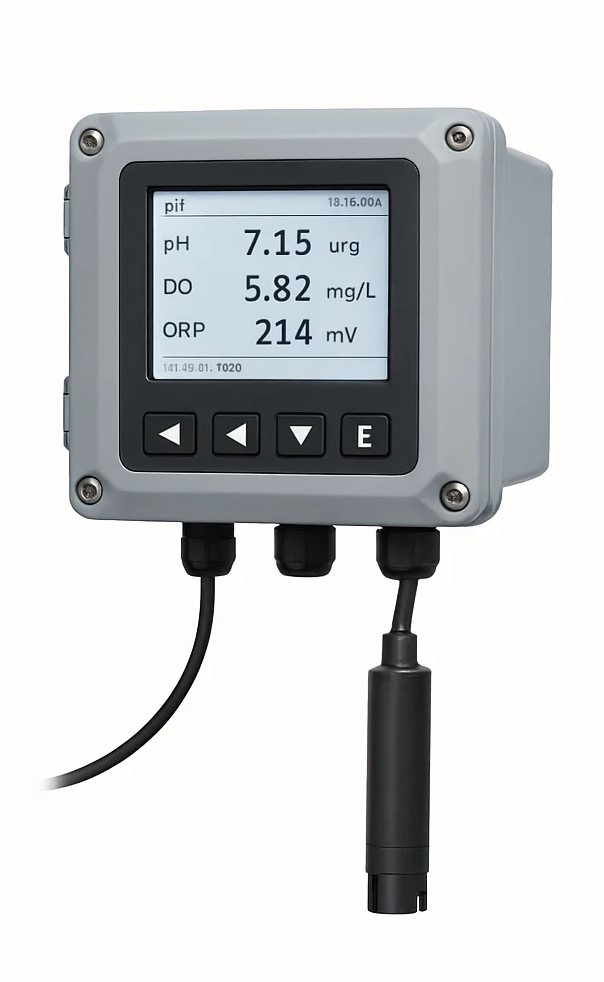 pif 18.16.00A
pH 7.15 urg
DO 5.82 mg/L
ORP 214 mV
141.49.01. T020
E